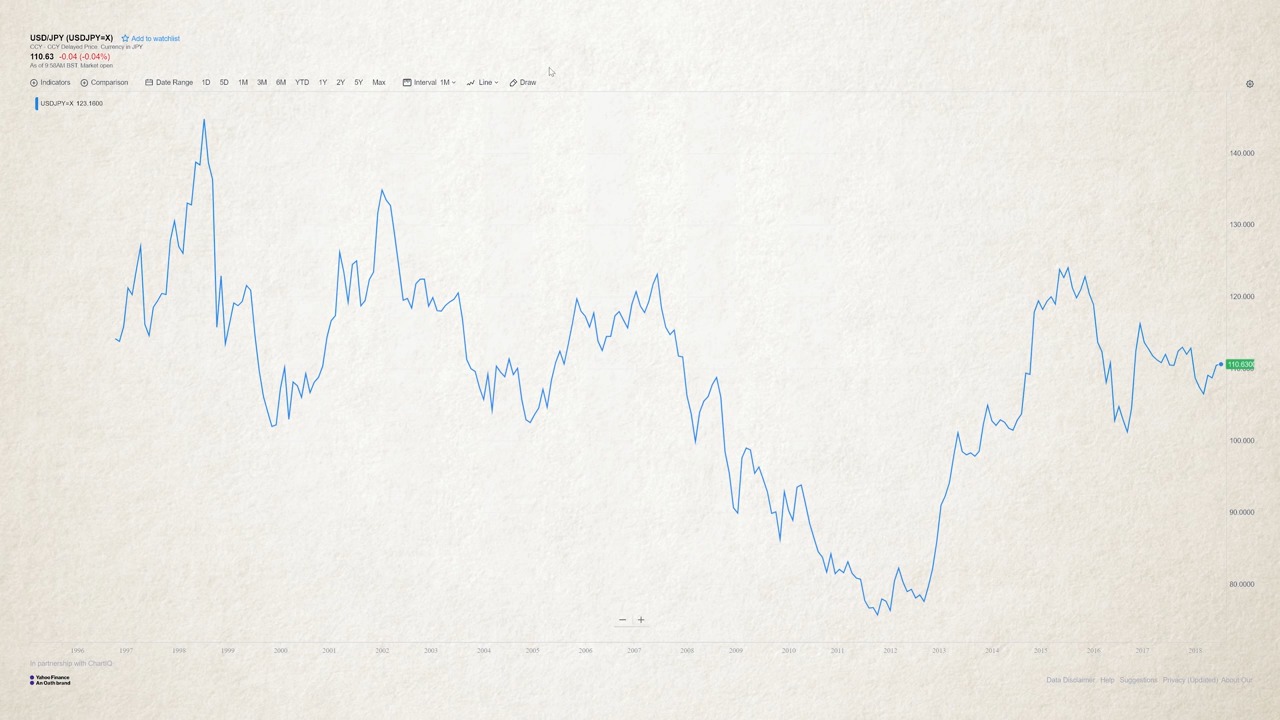 USD/JPY (USDJPY=X) Add to watchlist
CCY - CCY Delayed Price. Currency in JPY
110.63 -0.04 (-0.04%)
As of 9:58AM BST. Market open
Indicators Comparison Date Range 1D 5D 1M 3M 6M YTD 1Y 2Y 5Y Max Interval 1M Line Draw
USDJPY=X 123.1600
140.000
130.000
120.000
110.6300
100.000
90.0000
80.0000
1996 1997 1998 1999 2000 2001 2002 2003 2004 2005 2006 2007 2008 2009 2010 2011 2012 2013 2014 2015 2016 2017 2018
In partnership with ChartIQ
Yahoo Finance
An Oath brand
Data Disclaimer Help Suggestions Privacy (Updated) About Our